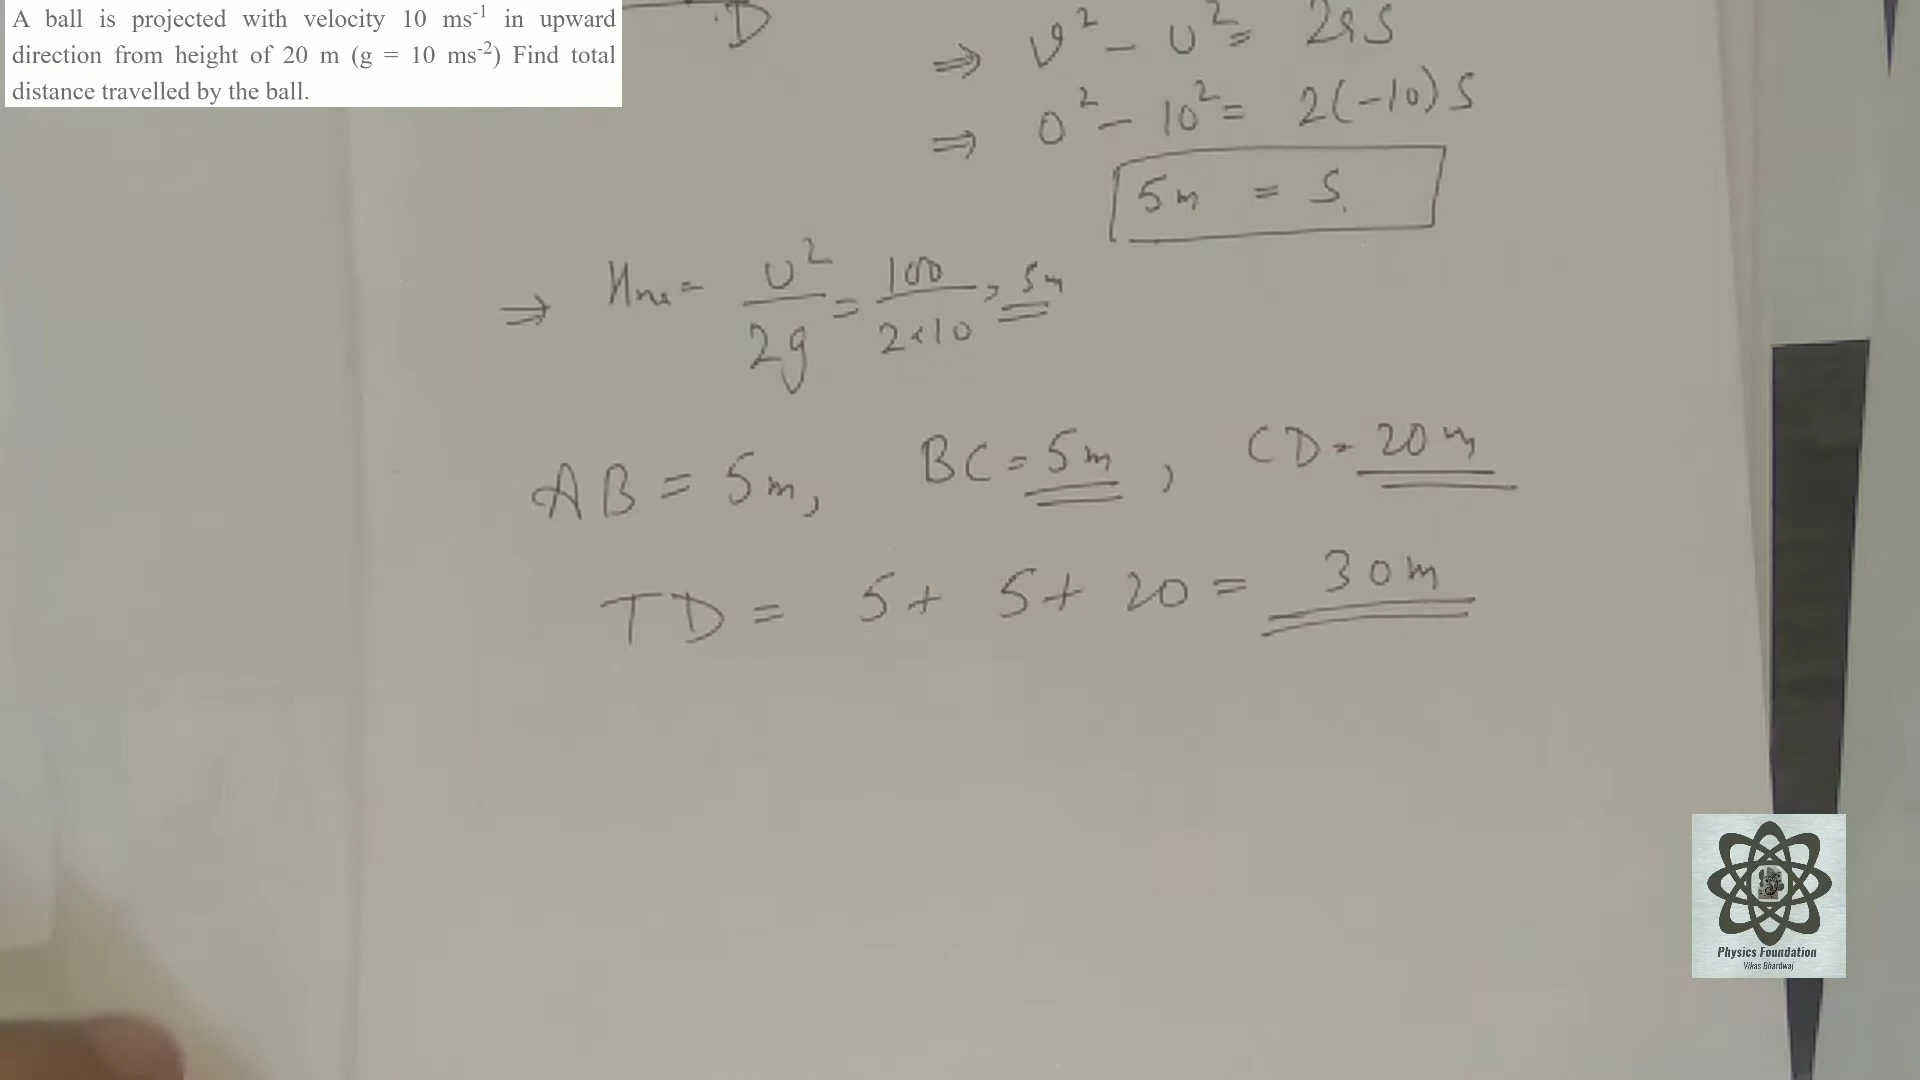 A ball is projected with velocity 10 ms⁻¹ in upward
direction from height of 20 m (g = 10 ms⁻²) Find total
distance travelled by the ball.
D
⇒ v² - u² = 2as
⇒ 0² - 10² = 2(-10) S
5m = S.
⇒ = u²/2g = 100/2×10 = 5m
AB = 5m, BC = 5m, CD = 20m
TD = 5 + 5 + 20 = 30m
Physics Foundation
Vikas Bhardwaj